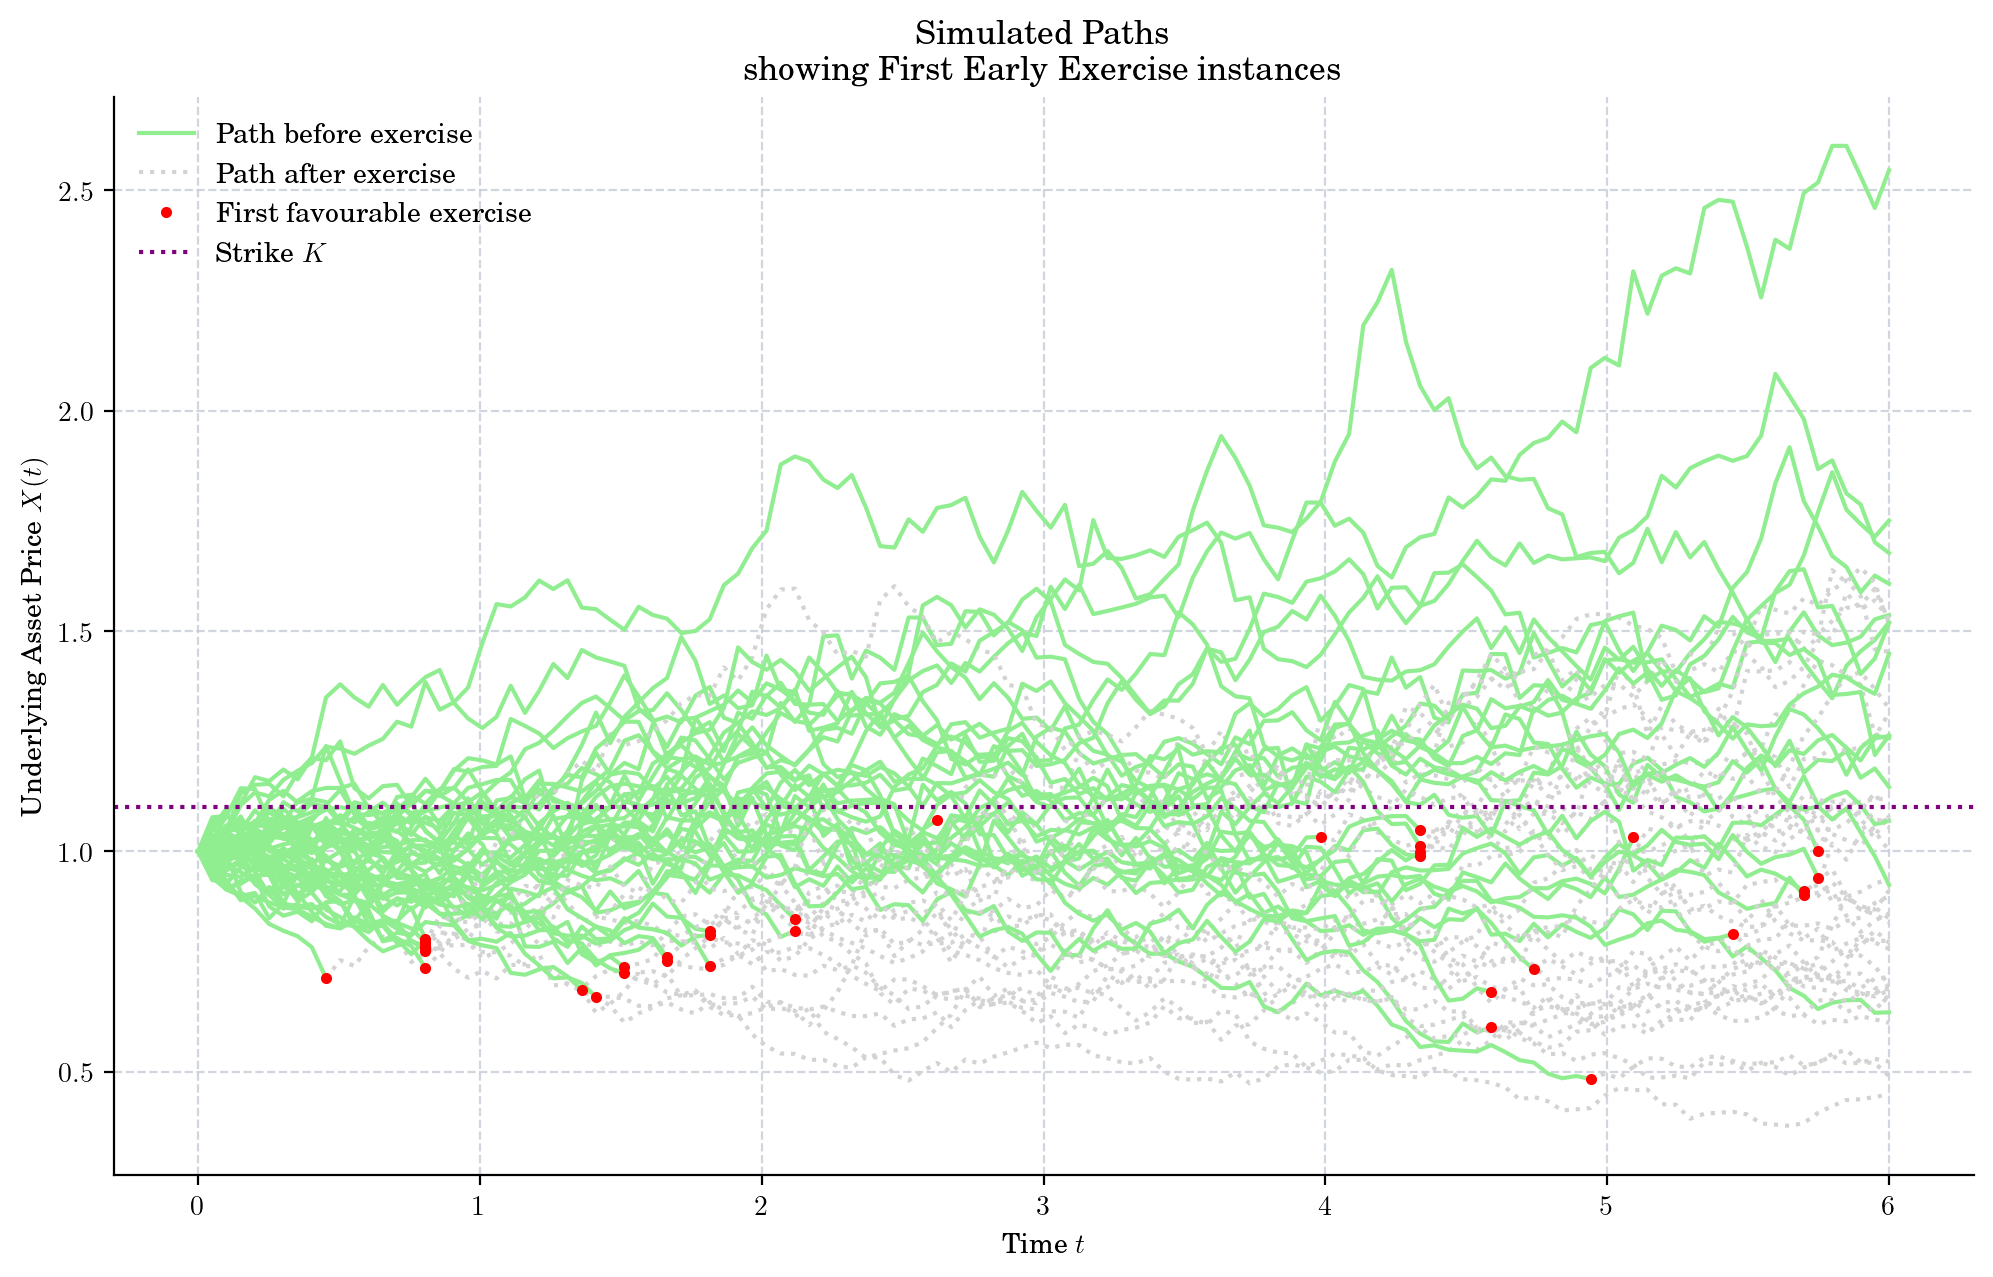 Simulated Paths
showing First Early Exercise instances
Path before exercise
Path after exercise
First favourable exercise
Strike K
Underlying Asset Price X(t)
2.5
2.0
1.5
1.0
0.5
0 1 2 3 4 5 6
Time t